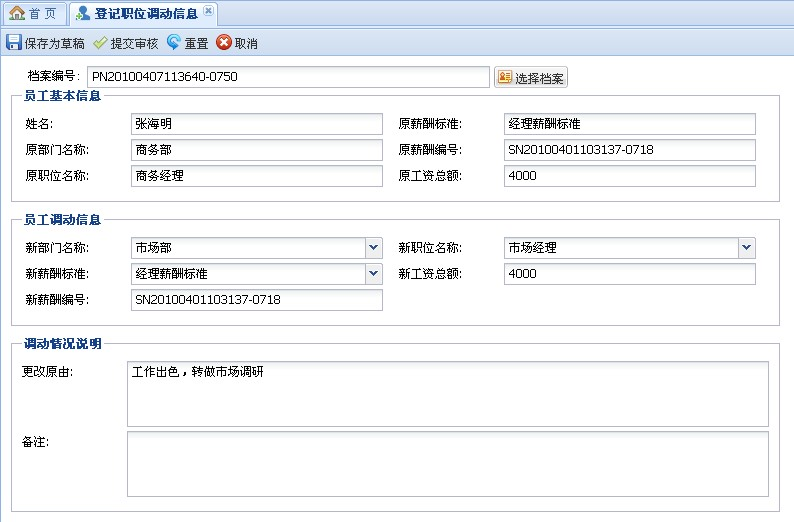 首 页 登记职位调动信息
保存为草稿 提交审核 重置 取消
档案编号: PN20100407113640-0750 选择档案
员工基本信息
姓名: 张海明 原薪酬标准: 经理薪酬标准
原部门名称: 商务部 原薪酬编号: SN20100401103137-0718
原职位名称: 商务经理 原工资总额: 4000
员工调动信息
新部门名称: 市场部 新职位名称: 市场经理
新薪酬标准: 经理薪酬标准 新工资总额: 4000
新薪酬编号: SN20100401103137-0718
调动情况说明
更改原由: 工作出色，转做市场调研
备注: